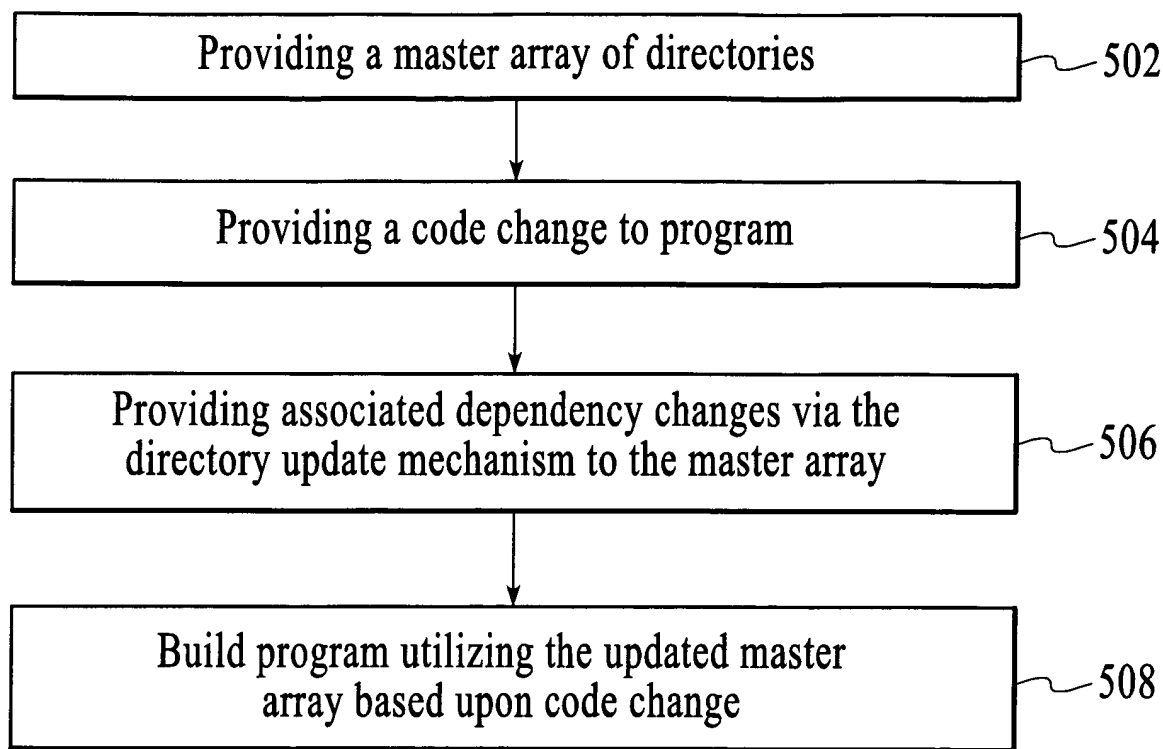 Providing a master array of directories
502
Providing a code change to program
504
Providing associated dependency changes via the
directory update mechanism to the master array
506
Build program utilizing the updated master
array based upon code change
508